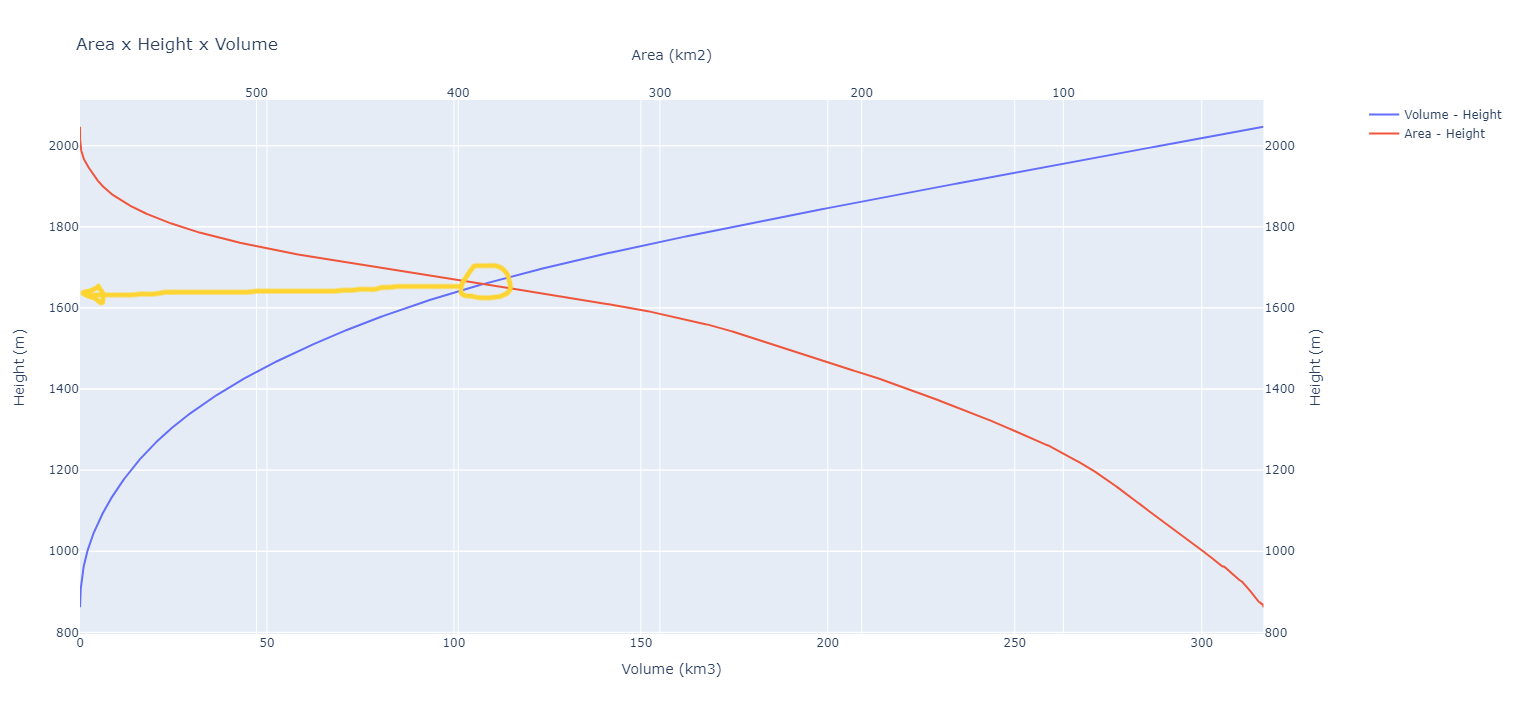 Area x Height x Volume
Area (km2)
500 400 300 200 100
Volume - Height
Area - Height
2000 2000
1800 1800
1600 1600
1400 1400
1200 1200
1000 1000
800 800
Height (m)
Height (m)
0 50 100 150 200 250 300
Volume (km3)